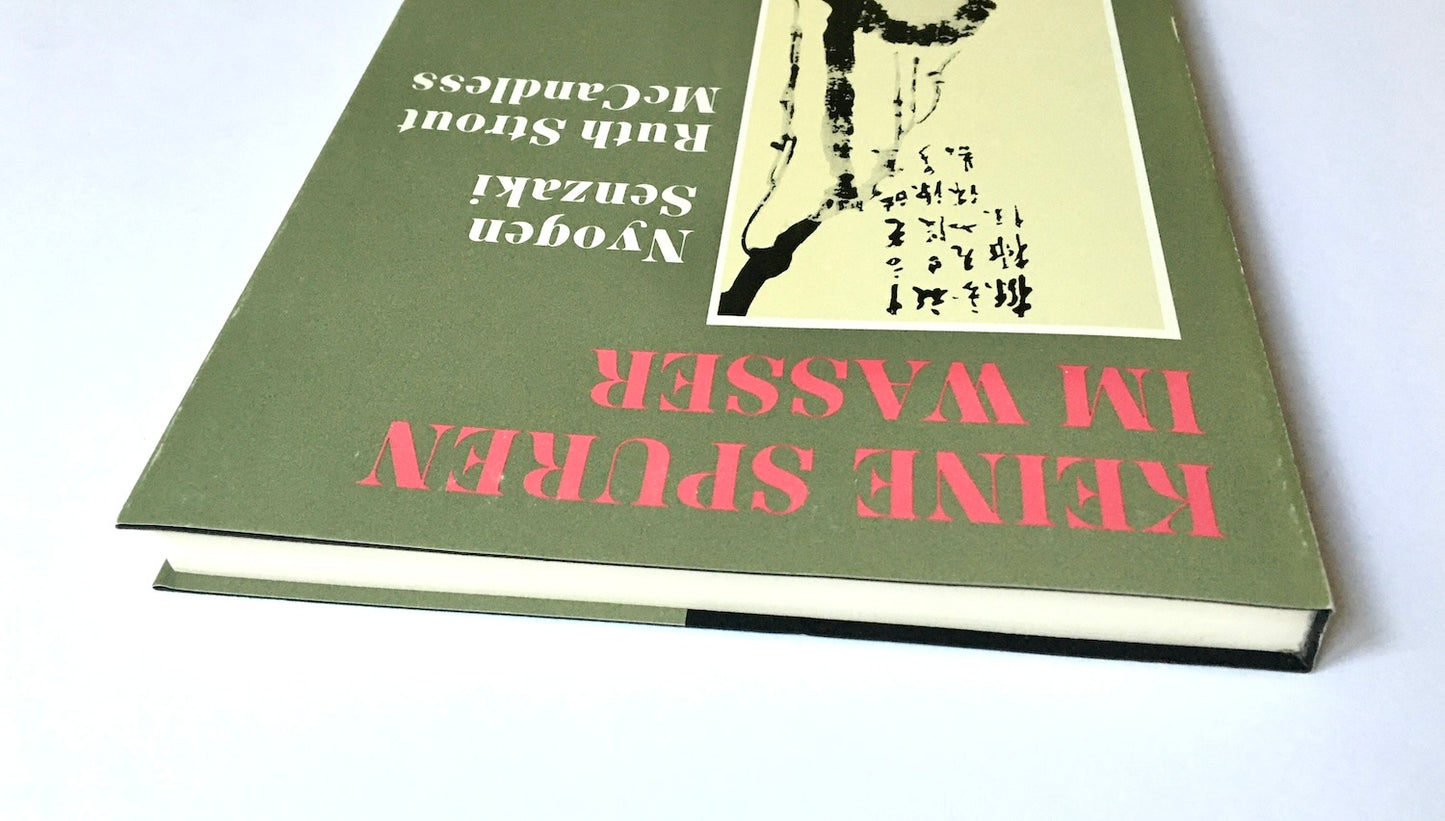 KEINE SPUREN
IM WASSER
Nyogen
Senzaki
Ruth Strout
McCandless